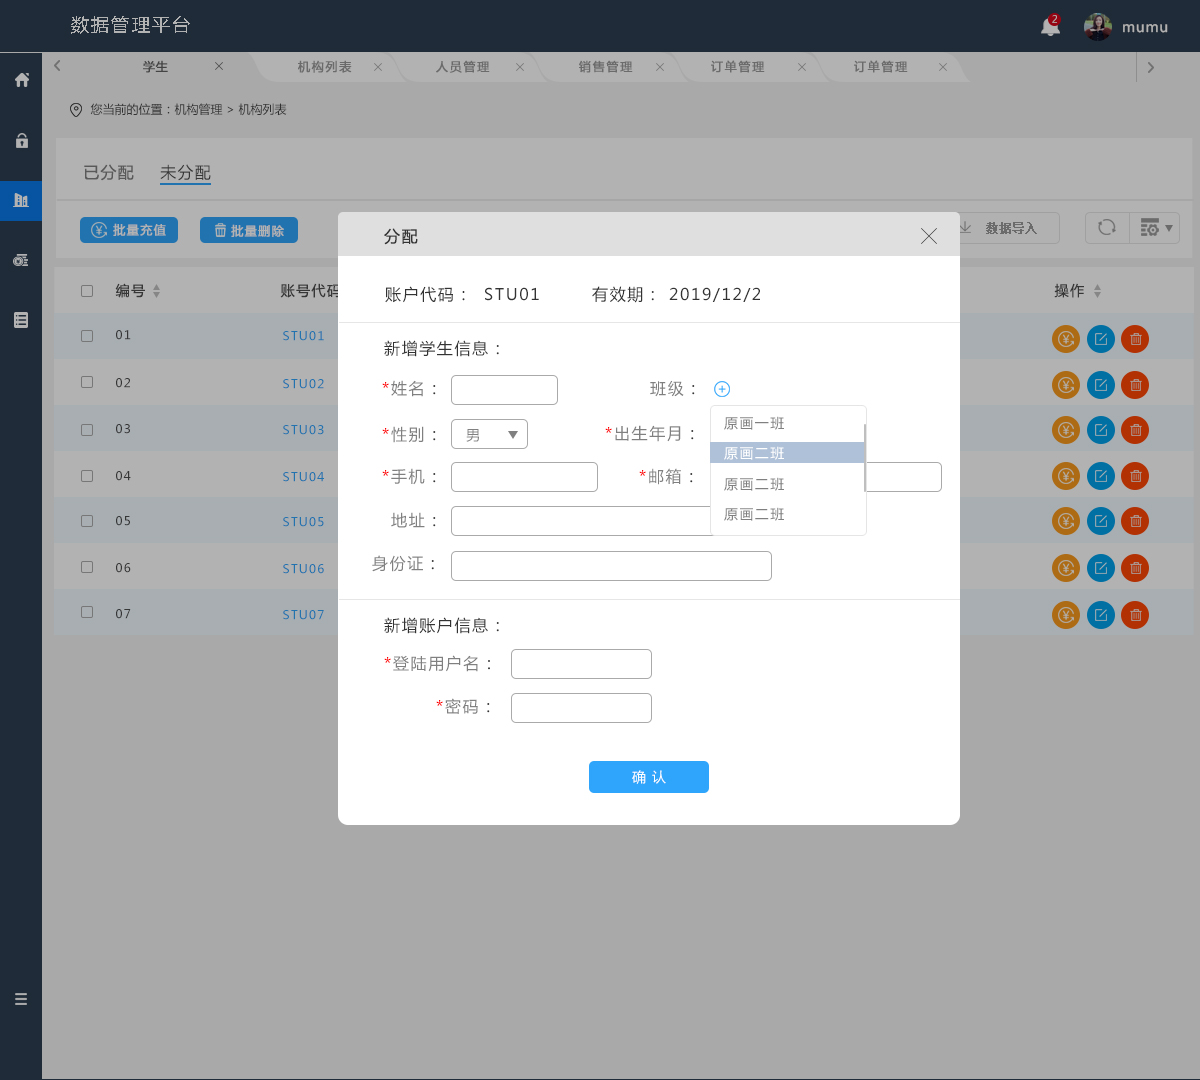 数据管理平台
2
mumu
学生 机构列表 人员管理 销售管理 订单管理 订单管理
您当前的位置：机构管理 > 机构列表
已分配 未分配
批量充值 批量删除 数据导入
分配
账户代码： STU01 有效期： 2019/12/2
编号 账号代码 操作
01 STU01
02 STU02
03 STU03
04 STU04
05 STU05
06 STU06
07 STU07
新增学生信息：
*姓名： 班级：
原画一班
*性别： 男 *出生年月：
原画二班
*手机： *邮箱：
原画二班
原画二班
地址：
身份证：
新增账户信息：
*登陆用户名：
*密码：
确 认